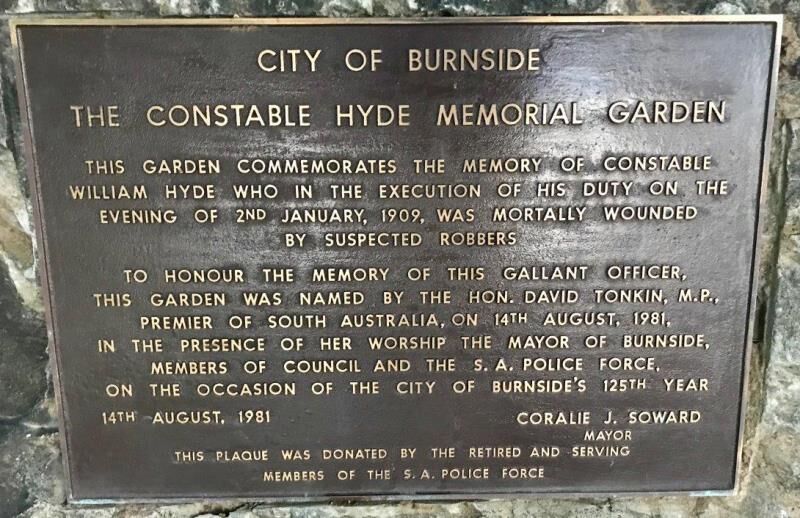 CITY OF BURNSIDE
THE CONSTABLE HYDE MEMORIAL GARDEN
THIS GARDEN COMMEMORATES THE MEMORY OF CONSTABLE
WILLIAM HYDE WHO IN THE EXECUTION OF HIS DUTY ON THE
EVENING OF 2ND JANUARY, 1909, WAS MORTALLY WOUNDED
BY SUSPECTED ROBBERS
TO HONOUR THE MEMORY OF THIS GALLANT OFFICER,
THIS GARDEN WAS NAMED BY THE HON. DAVID TONKIN, M.P.,
PREMIER OF SOUTH AUSTRALIA, ON 14TH AUGUST, 1981,
IN THE PRESENCE OF HER WORSHIP THE MAYOR OF BURNSIDE,
MEMBERS OF COUNCIL AND THE S.A. POLICE FORCE,
ON THE OCCASION OF THE CITY OF BURNSIDE'S 125TH YEAR
14TH AUGUST, 1981 CORALIE J. SOWARD
MAYOR
THIS PLAQUE WAS DONATED BY THE RETIRED AND SERVING
MEMBERS OF THE S.A. POLICE FORCE